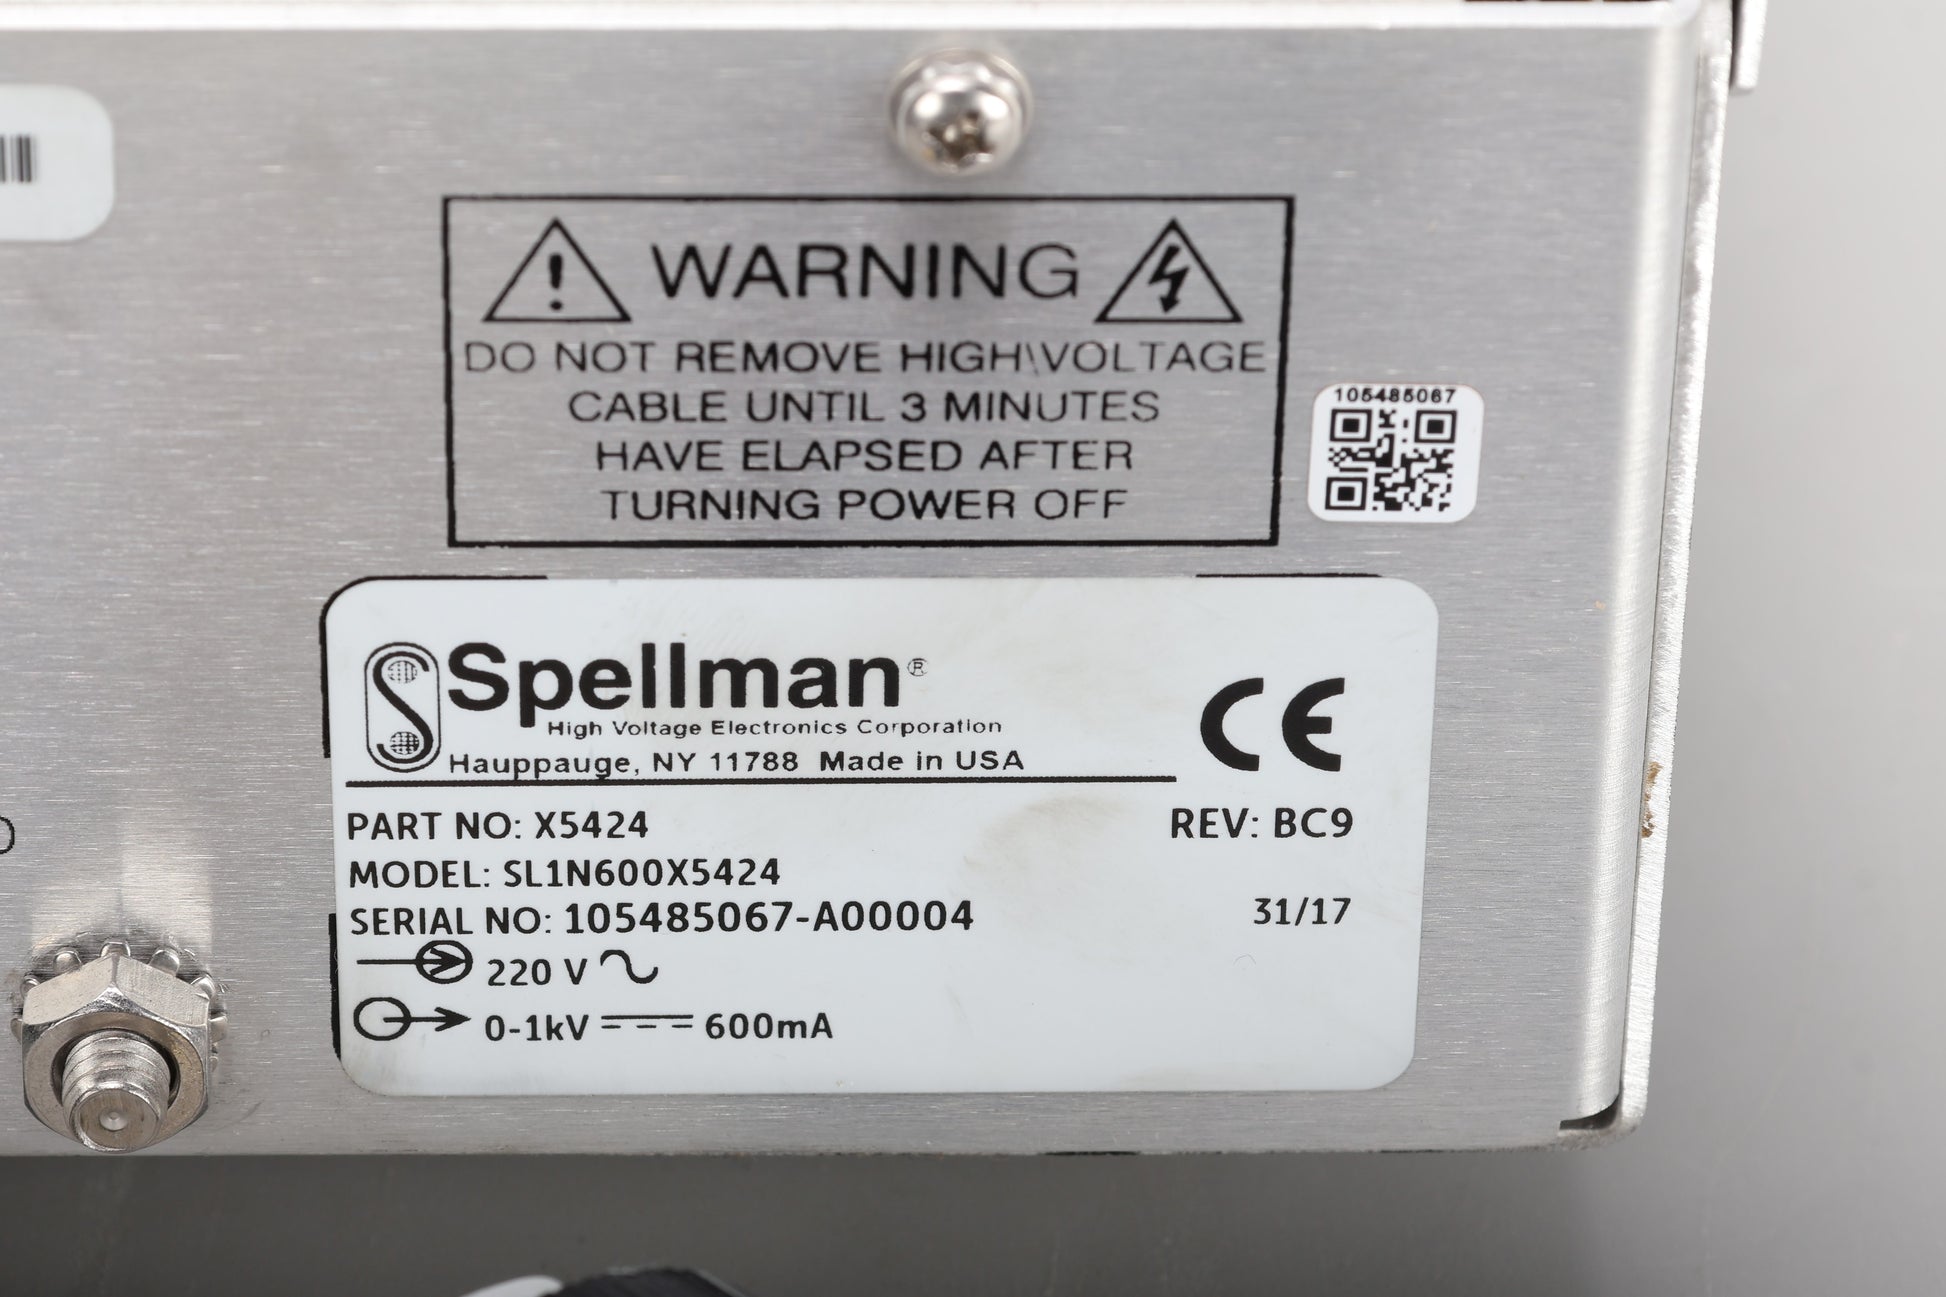 WARNING
DO NOT REMOVE HIGH\VOLTAGE
CABLE UNTIL 3 MINUTES
HAVE ELAPSED AFTER
TURNING POWER OFF
105485067
Spellman®
High Voltage Electronics Corporation
Hauppauge, NY 11788 Made in USA
CE
PART NO: X5424
REV: BC9
MODEL: SL1N600X5424
SERIAL NO: 105485067-A00004
31/17
220 V
0-1kV 600mA